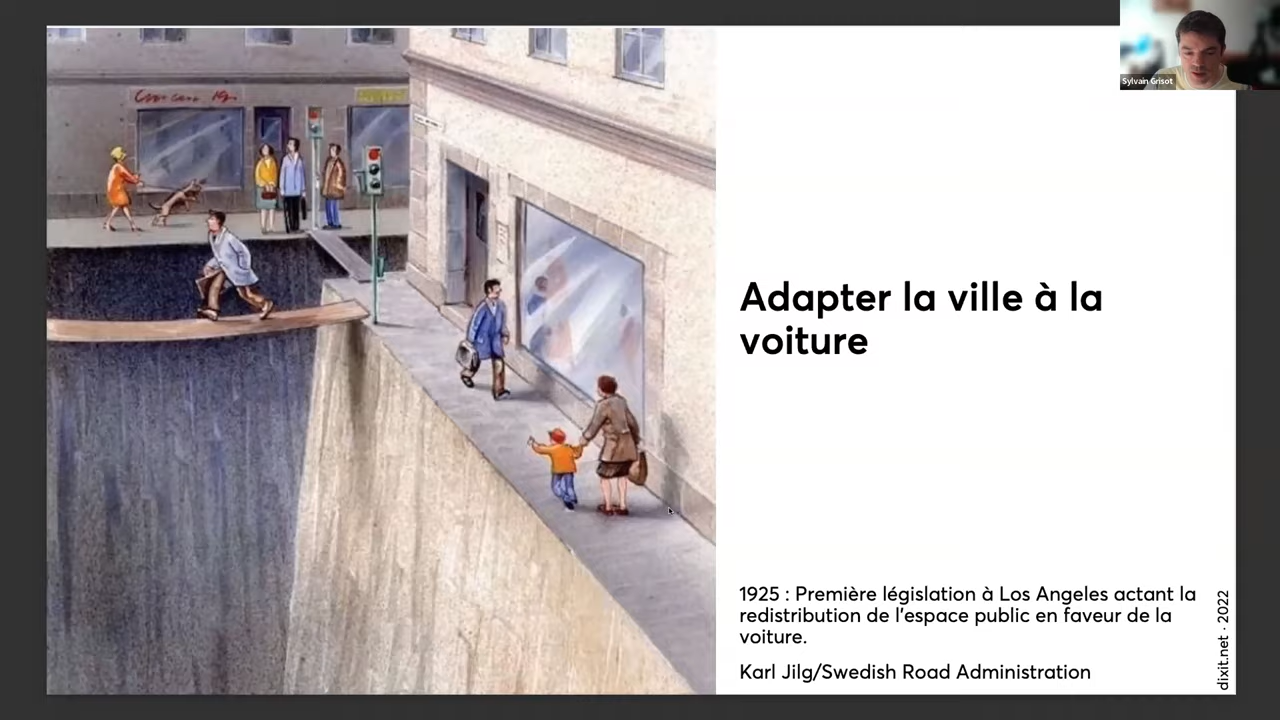 Sylvain Grisot
Adapter la ville à la
voiture
1925 : Première législation à Los Angeles actant la
redistribution de l'espace public en faveur de la
voiture.
Karl Jilg/Swedish Road Administration
dixit.net · 2022